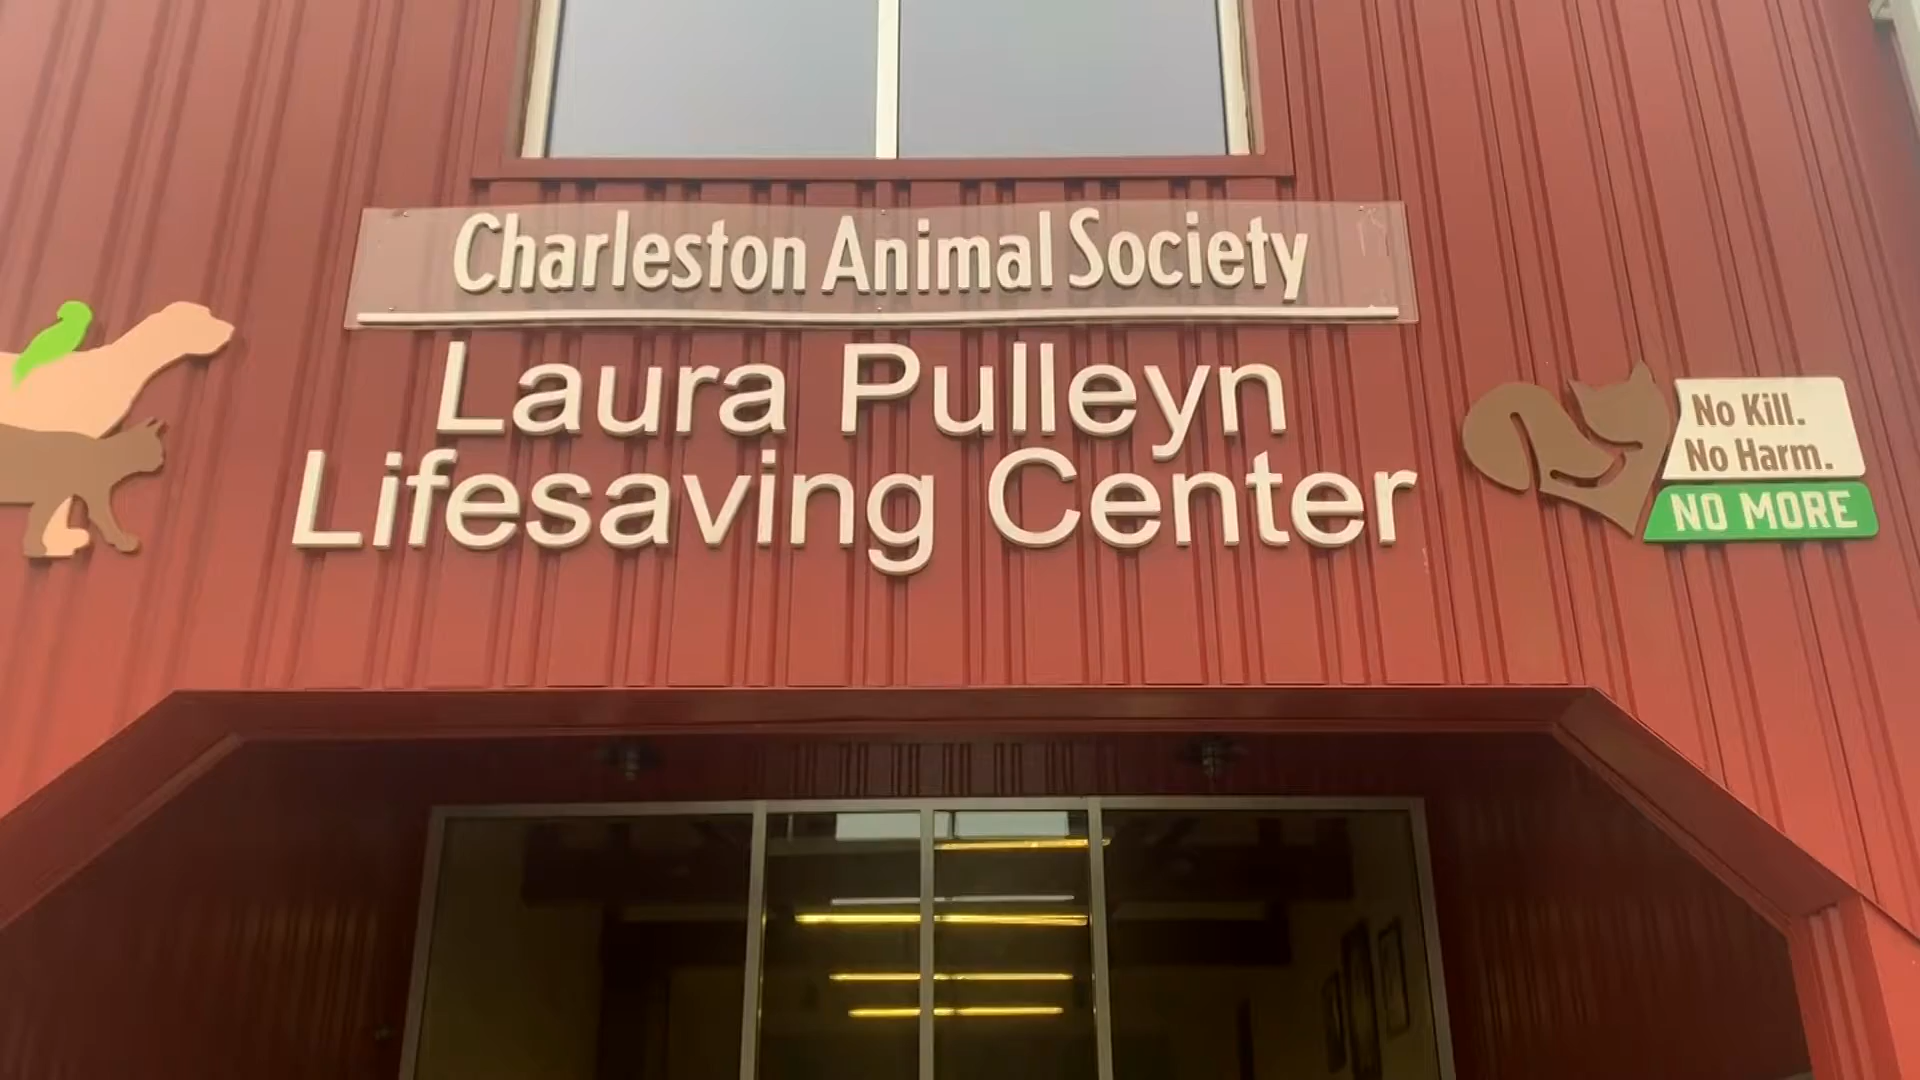 Charleston Animal Society
Laura Pulleyn
Lifesaving Center
No Kill.
No Harm.
NO MORE